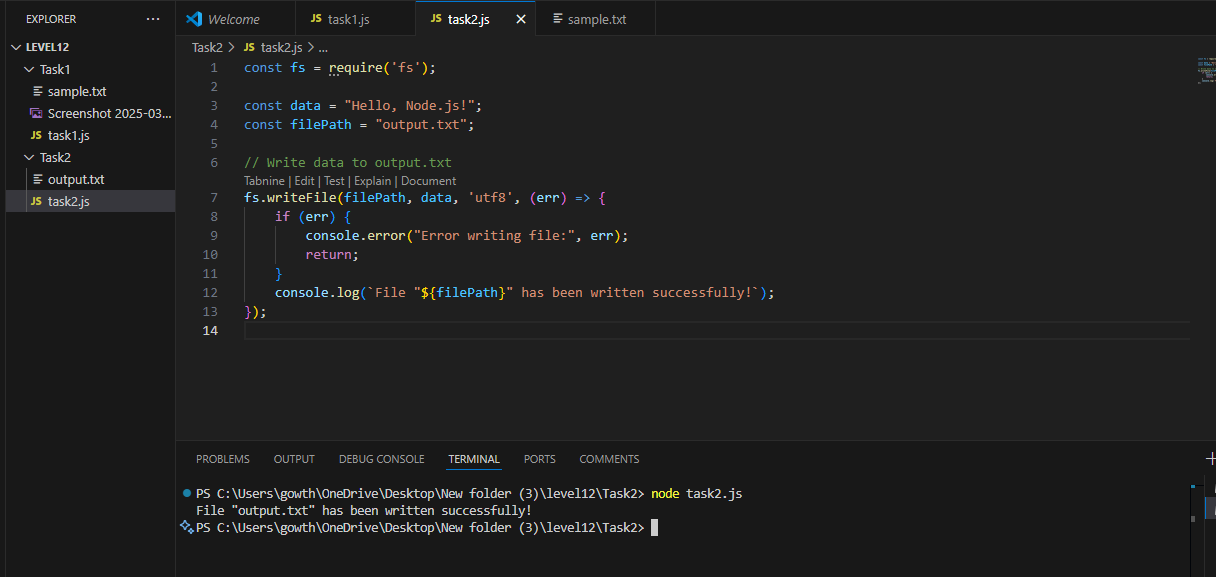 EXPLORER ...
LEVEL12
Task1
sample.txt
Screenshot 2025-03...
JS task1.js
Task2
output.txt
JS task2.js
Welcome
JS task1.js
JS task2.js
sample.txt
Task2 > JS task2.js > ...
1 const fs = require('fs');
2
3 const data = "Hello, Node.js!";
4 const filePath = "output.txt";
5
6 // Write data to output.txt
Tabnine | Edit | Test | Explain | Document
7 fs.writeFile(filePath, data, 'utf8', (err) => {
8 if (err) {
9 console.error("Error writing file:", err);
10 return;
11 }
12 console.log(`File "${filePath}" has been written successfully!`);
13 });
14
PROBLEMS OUTPUT DEBUG CONSOLE TERMINAL PORTS COMMENTS
PS C:\Users\gowth\OneDrive\Desktop\New folder (3)\level12\Task2> node task2.js
File "output.txt" has been written successfully!
PS C:\Users\gowth\OneDrive\Desktop\New folder (3)\level12\Task2>